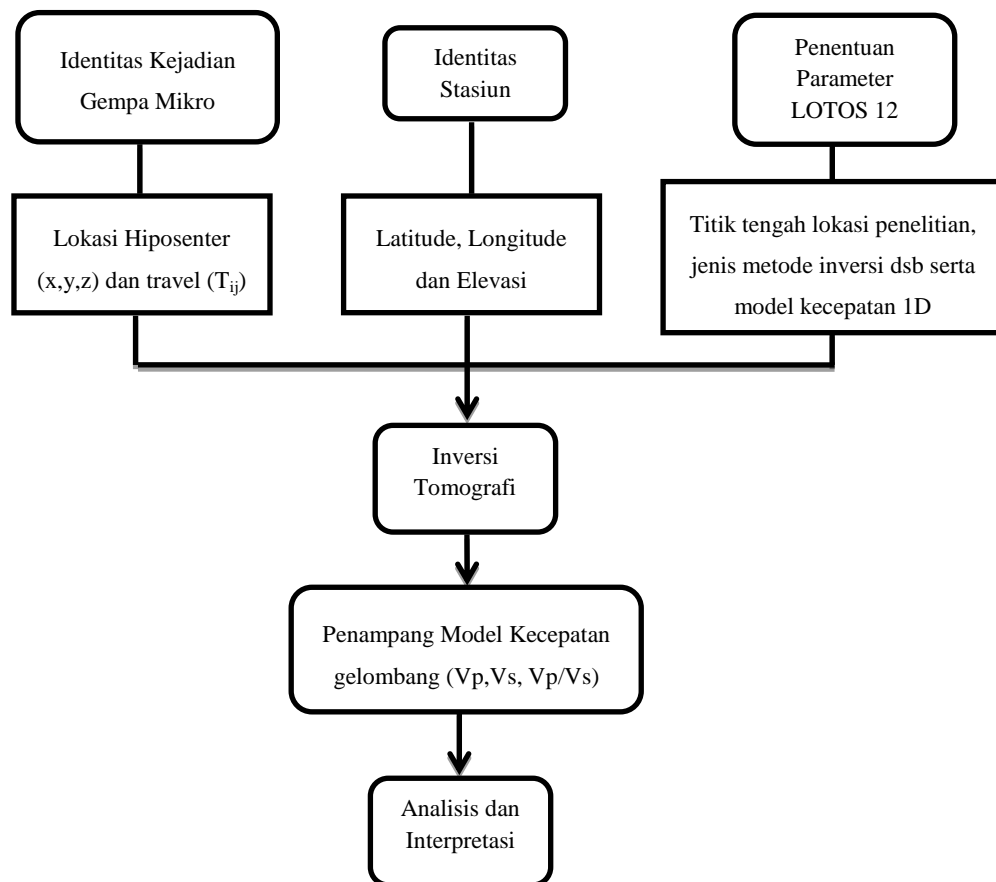 Identitas Kejadian
Gempa Mikro
Identitas
Stasiun
Penentuan
Parameter
LOTOS 12
Lokasi Hiposenter
(x,y,z) dan travel (Tij)
Latitude, Longitude
dan Elevasi
Titik tengah lokasi penelitian,
jenis metode inversi dsb serta
model kecepatan 1D
Inversi
Tomografi
Penampang Model Kecepatan
gelombang (Vp,Vs, Vp/Vs)
Analisis dan
Interpretasi